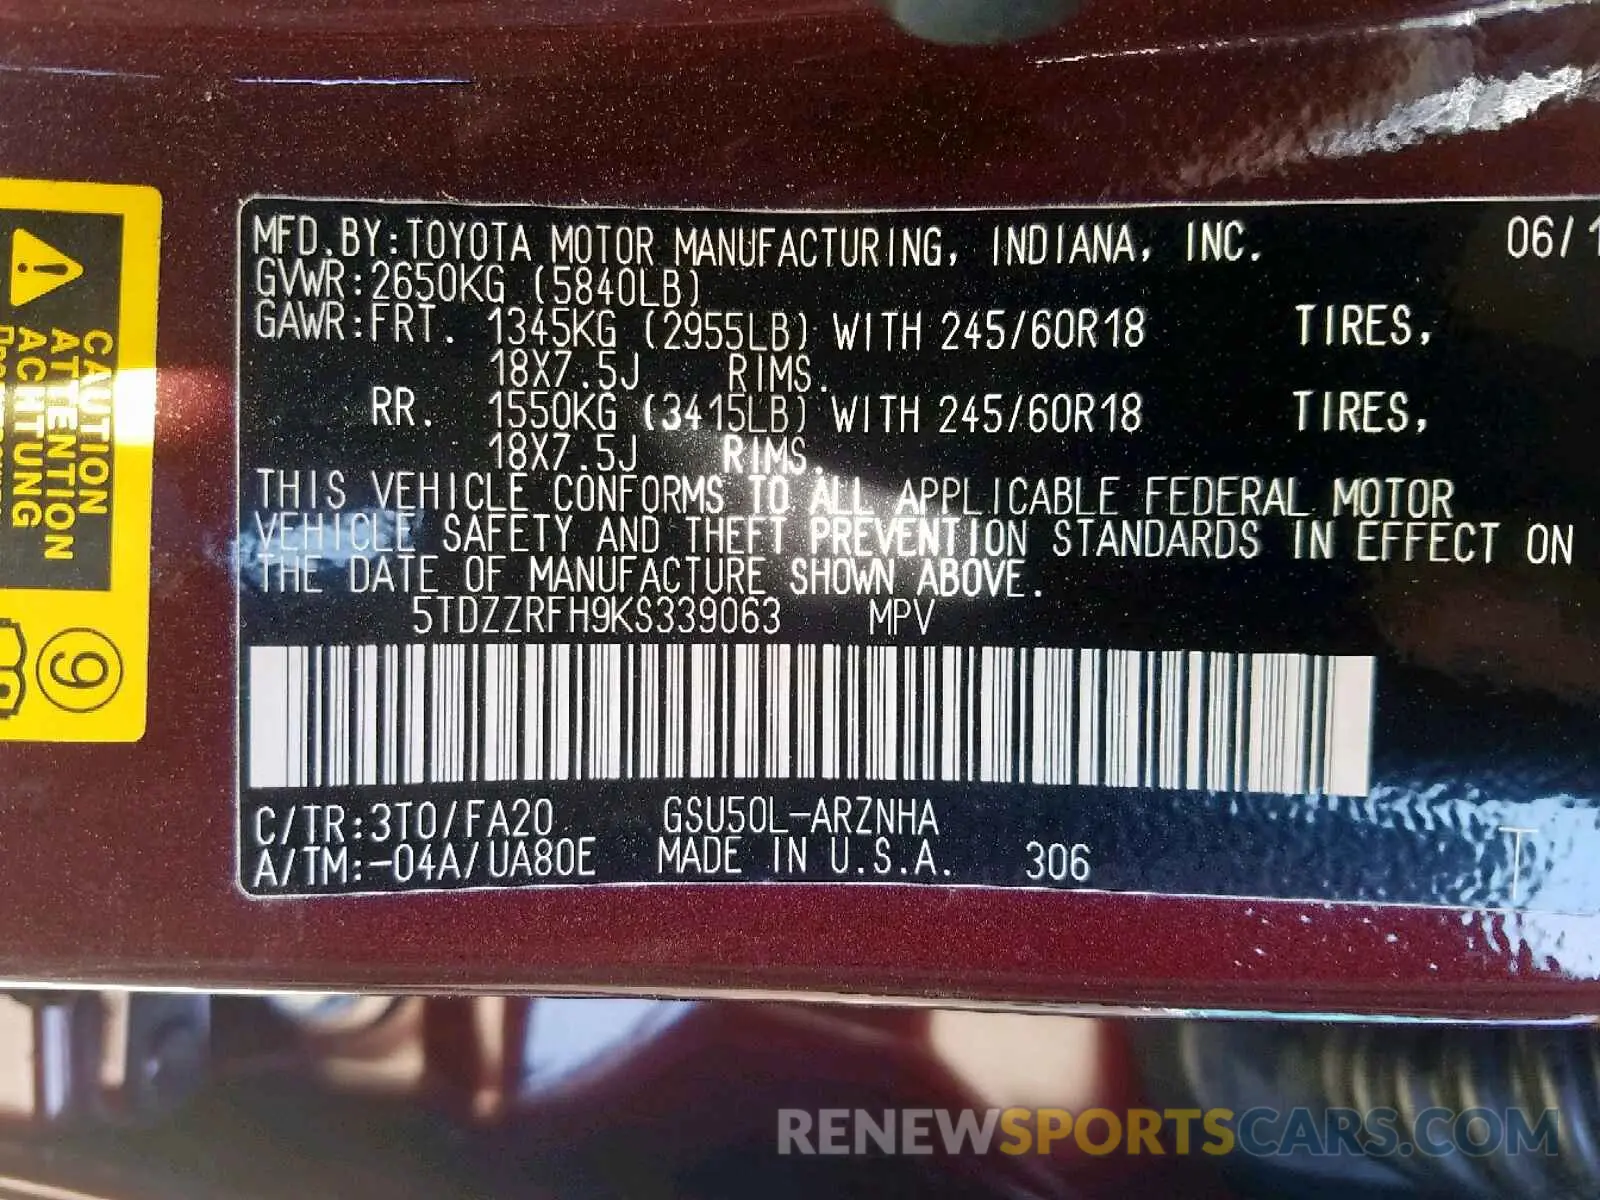 MFD.BY:TOYOTA MOTOR MANUFACTURING, INDIANA, INC. 06/1
GVWR:2650KG (5840LB)
GAWR:FRT. 1345KG (2955LB) WITH 245/60R18 TIRES,
18X7.5J RIMS.
RR. 1550KG (3415LB) WITH 245/60R18 TIRES,
18X7.5J RIMS.
THIS VEHICLE CONFORMS TO ALL APPLICABLE FEDERAL MOTOR
VEHICLE SAFETY AND THEFT PREVENTION STANDARDS IN EFFECT ON
THE DATE OF MANUFACTURE SHOWN ABOVE.
5TDZZRFH9KS339063 MPV
C/TR:3T0/FA20 GSU50L-ARZNHA
A/TM:-04A/UA80E MADE IN U.S.A. 306 T
CAUTION
ATTENTION
ACHTUNG
9
RENEWSPORTSCARS.COM